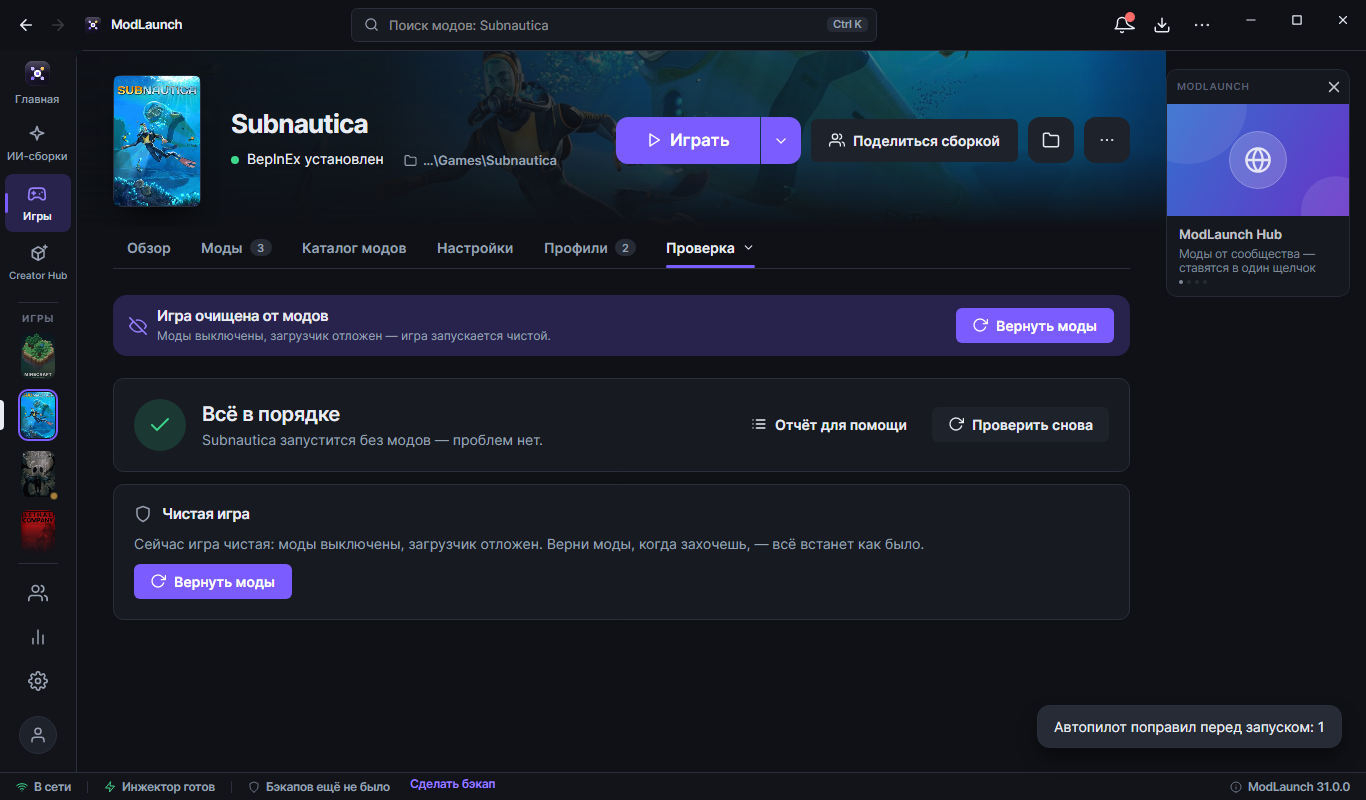 ModLaunch
Поиск модов: Subnautica
Ctrl K
Главная
ИИ-сборки
Игры
Creator Hub
ИГРЫ
MINECRAFT
LETHAL
COMPANY
SUBNAUTICA
Subnautica
BepInEx установлен
...\Games\Subnautica
Играть
Поделиться сборкой
Обзор
Моды 3
Каталог модов
Настройки
Профили 2
Проверка
Игра очищена от модов
Моды выключены, загрузчик отложен — игра запускается чистой.
Вернуть моды
Всё в порядке
Subnautica запустится без модов — проблем нет.
Отчёт для помощи
Проверить снова
Чистая игра
Сейчас игра чистая: моды выключены, загрузчик отложен. Верни моды, когда захочешь, — всё встанет как было.
Вернуть моды
MODLAUNCH
ModLaunch Hub
Моды от сообщества —
ставятся в один щелчок
Автопилот поправил перед запуском: 1
В сети
Инжектор готов
Бэкапов ещё не было
Сделать бэкап
ModLaunch 31.0.0